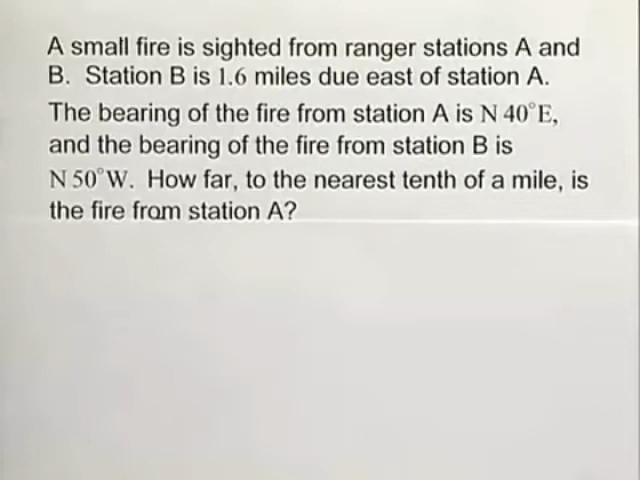 A small fire is sighted from ranger stations A and
B.  Station B is 1.6 miles due east of station A.
The bearing of the fire from station A is N 40°E,
and the bearing of the fire from station B is
N 50°W.  How far, to the nearest tenth of a mile, is
the fire from station A?